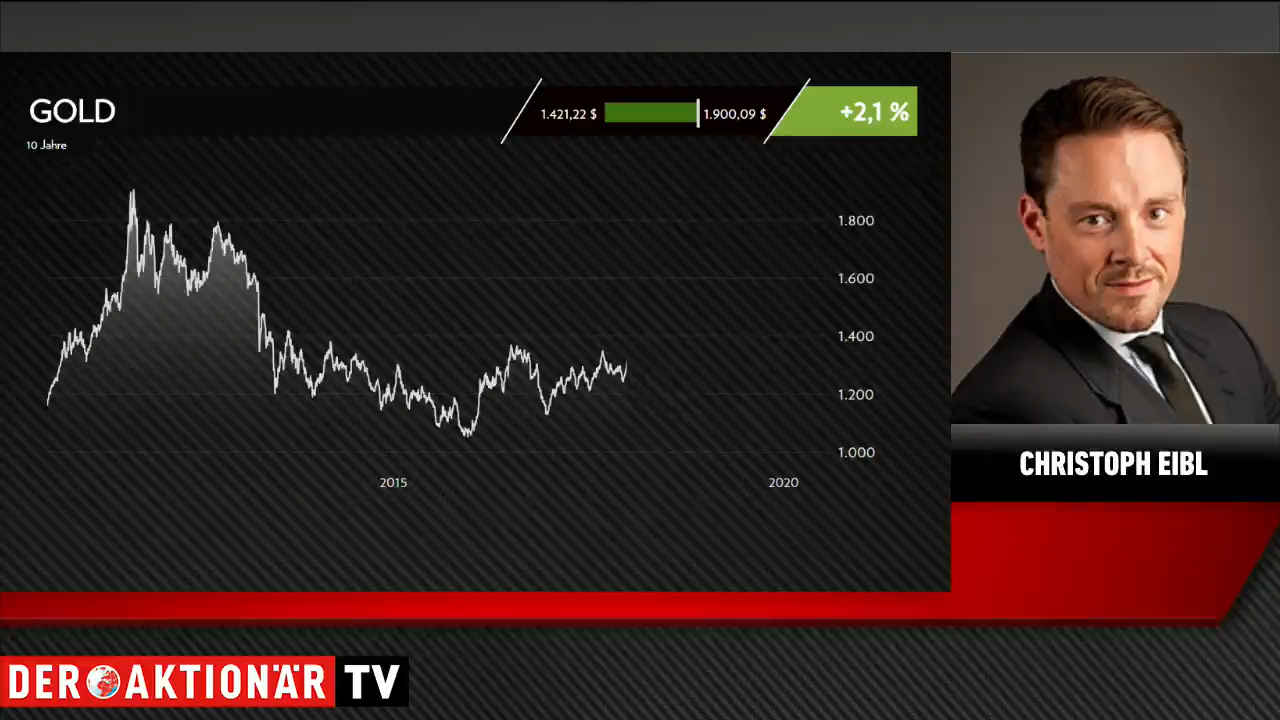 GOLD
10 Jahre
1.421,22 $ 1.900,09 $ +2,1 %
1.800
1.600
1.400
1.200
1.000
2015 2020
CHRISTOPH EIBL
DER AKTIONÄR TV